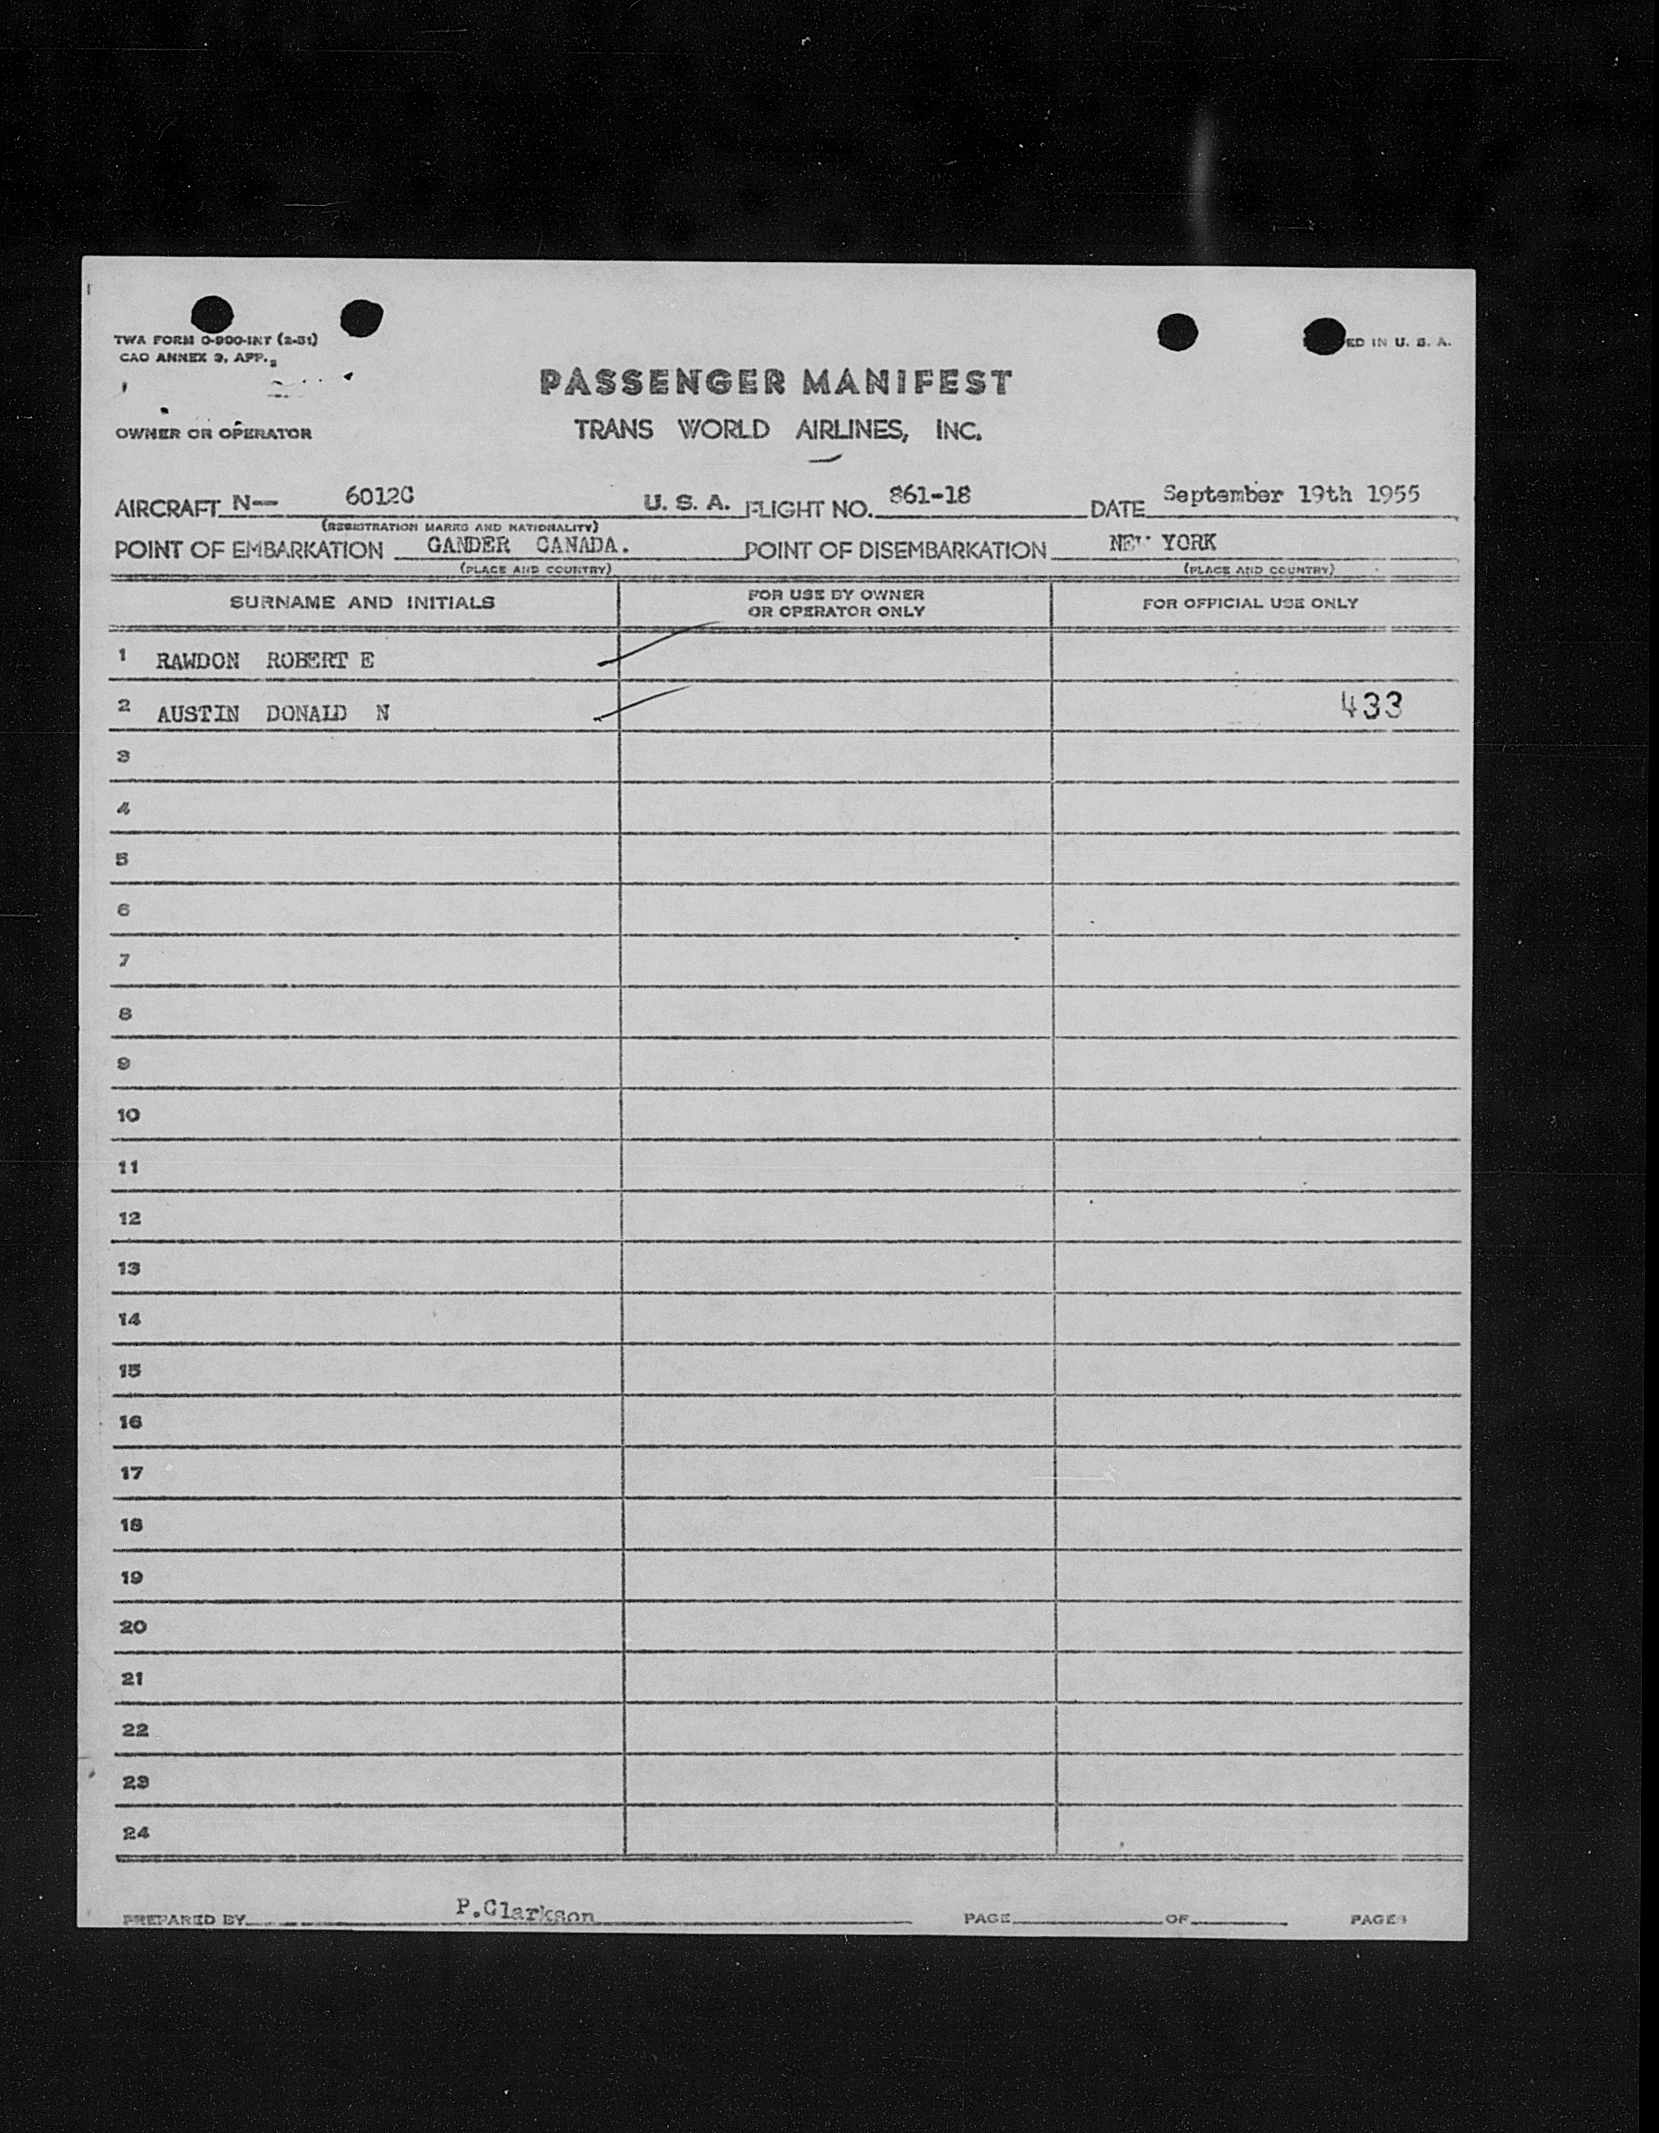 TWA FORM O-900-INT (2-51)
CAO ANNEX 9, APP.
ED IN U. S. A.
PASSENGER MANIFEST
OWNER OR OPERATOR
TRANS WORLD AIRLINES, INC.
AIRCRAFT N— 6012C U. S. A. FLIGHT NO. 861-18 DATE September 19th 1955
(REGISTRATION MARKS AND NATIONALITY)
POINT OF EMBARKATION GANDER CANADA. POINT OF DISEMBARKATION NEW YORK
(PLACE AND COUNTRY) (PLACE AND COUNTRY)
SURNAME AND INITIALS FOR USE BY OWNER OR OPERATOR ONLY FOR OFFICIAL USE ONLY
1 RAWDON ROBERT E
2 AUSTIN DONALD N 433
3
4
5
6
7
8
9
10
11
12
13
14
15
16
17
18
19
20
21
22
23
24
PREPARED BY P.Clarkson PAGE OF PAGES